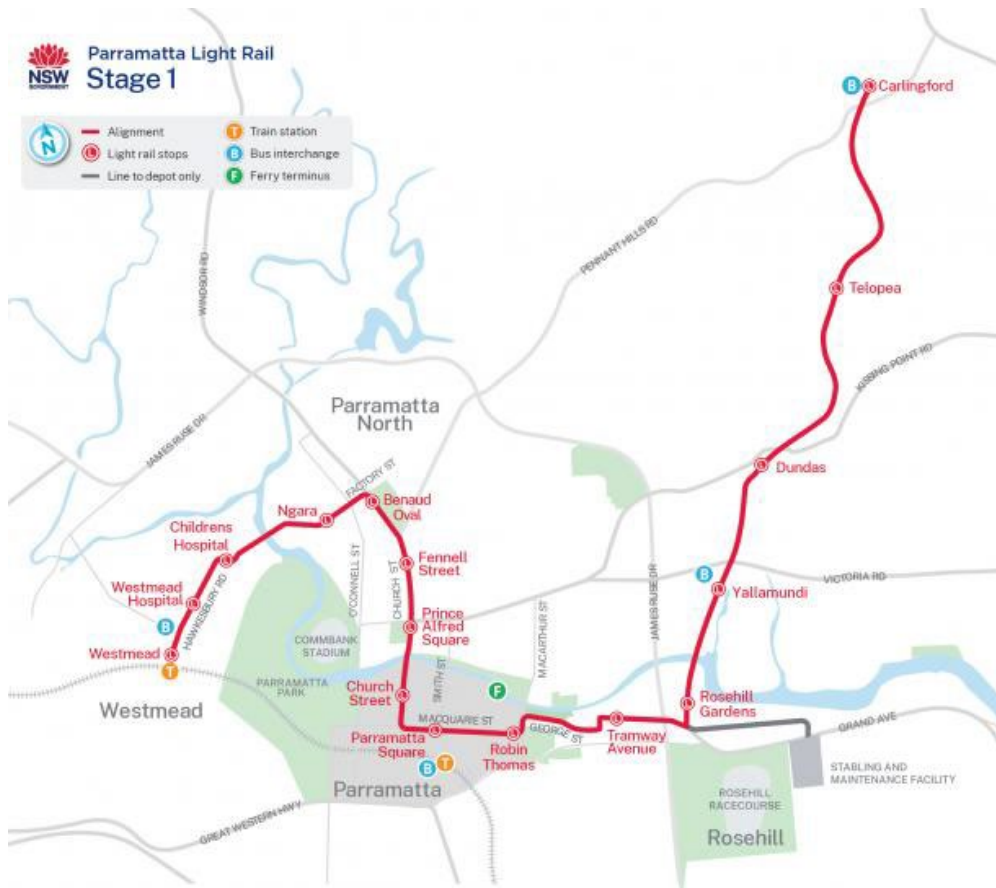 Parramatta Light Rail
Stage 1
NSW
GOVERNMENT
N
Alignment
L Light rail stops
Line to depot only
T Train station
B Bus interchange
F Ferry terminus
B L Carlingford
WINDSOR RD
PENNANT HILLS RD
L Telopea
KISSING POINT RD
JAMES RUSE DR
Parramatta
North
L Dundas
FACTORY ST
Benaud
Oval
L
Ngara
L
Childrens
Hospital
L
O'CONNELL ST
CHURCH ST
Fennell
Street
L
B
VICTORIA RD
L Yallamundi
Westmead
Hospital
L
HAWKESBURY RD
B
Prince
Alfred
Square
L
MACARTHUR ST
JAMES RUSE DR
COMMBANK
STADIUM
Westmead
L
T
SMITH ST
PARRAMATTA
PARK
Church
Street
L
F
L
Rosehill
Gardens
Westmead
MACQUARIE ST
L
Parramatta
Square
L
Robin
Thomas
GEORGE ST
L
Tramway
Avenue
GRAND AVE
B T
Parramatta
STABLING AND
MAINTENANCE FACILITY
ROSEHILL
RACECOURSE
GREAT WESTERN HWY
Rosehill